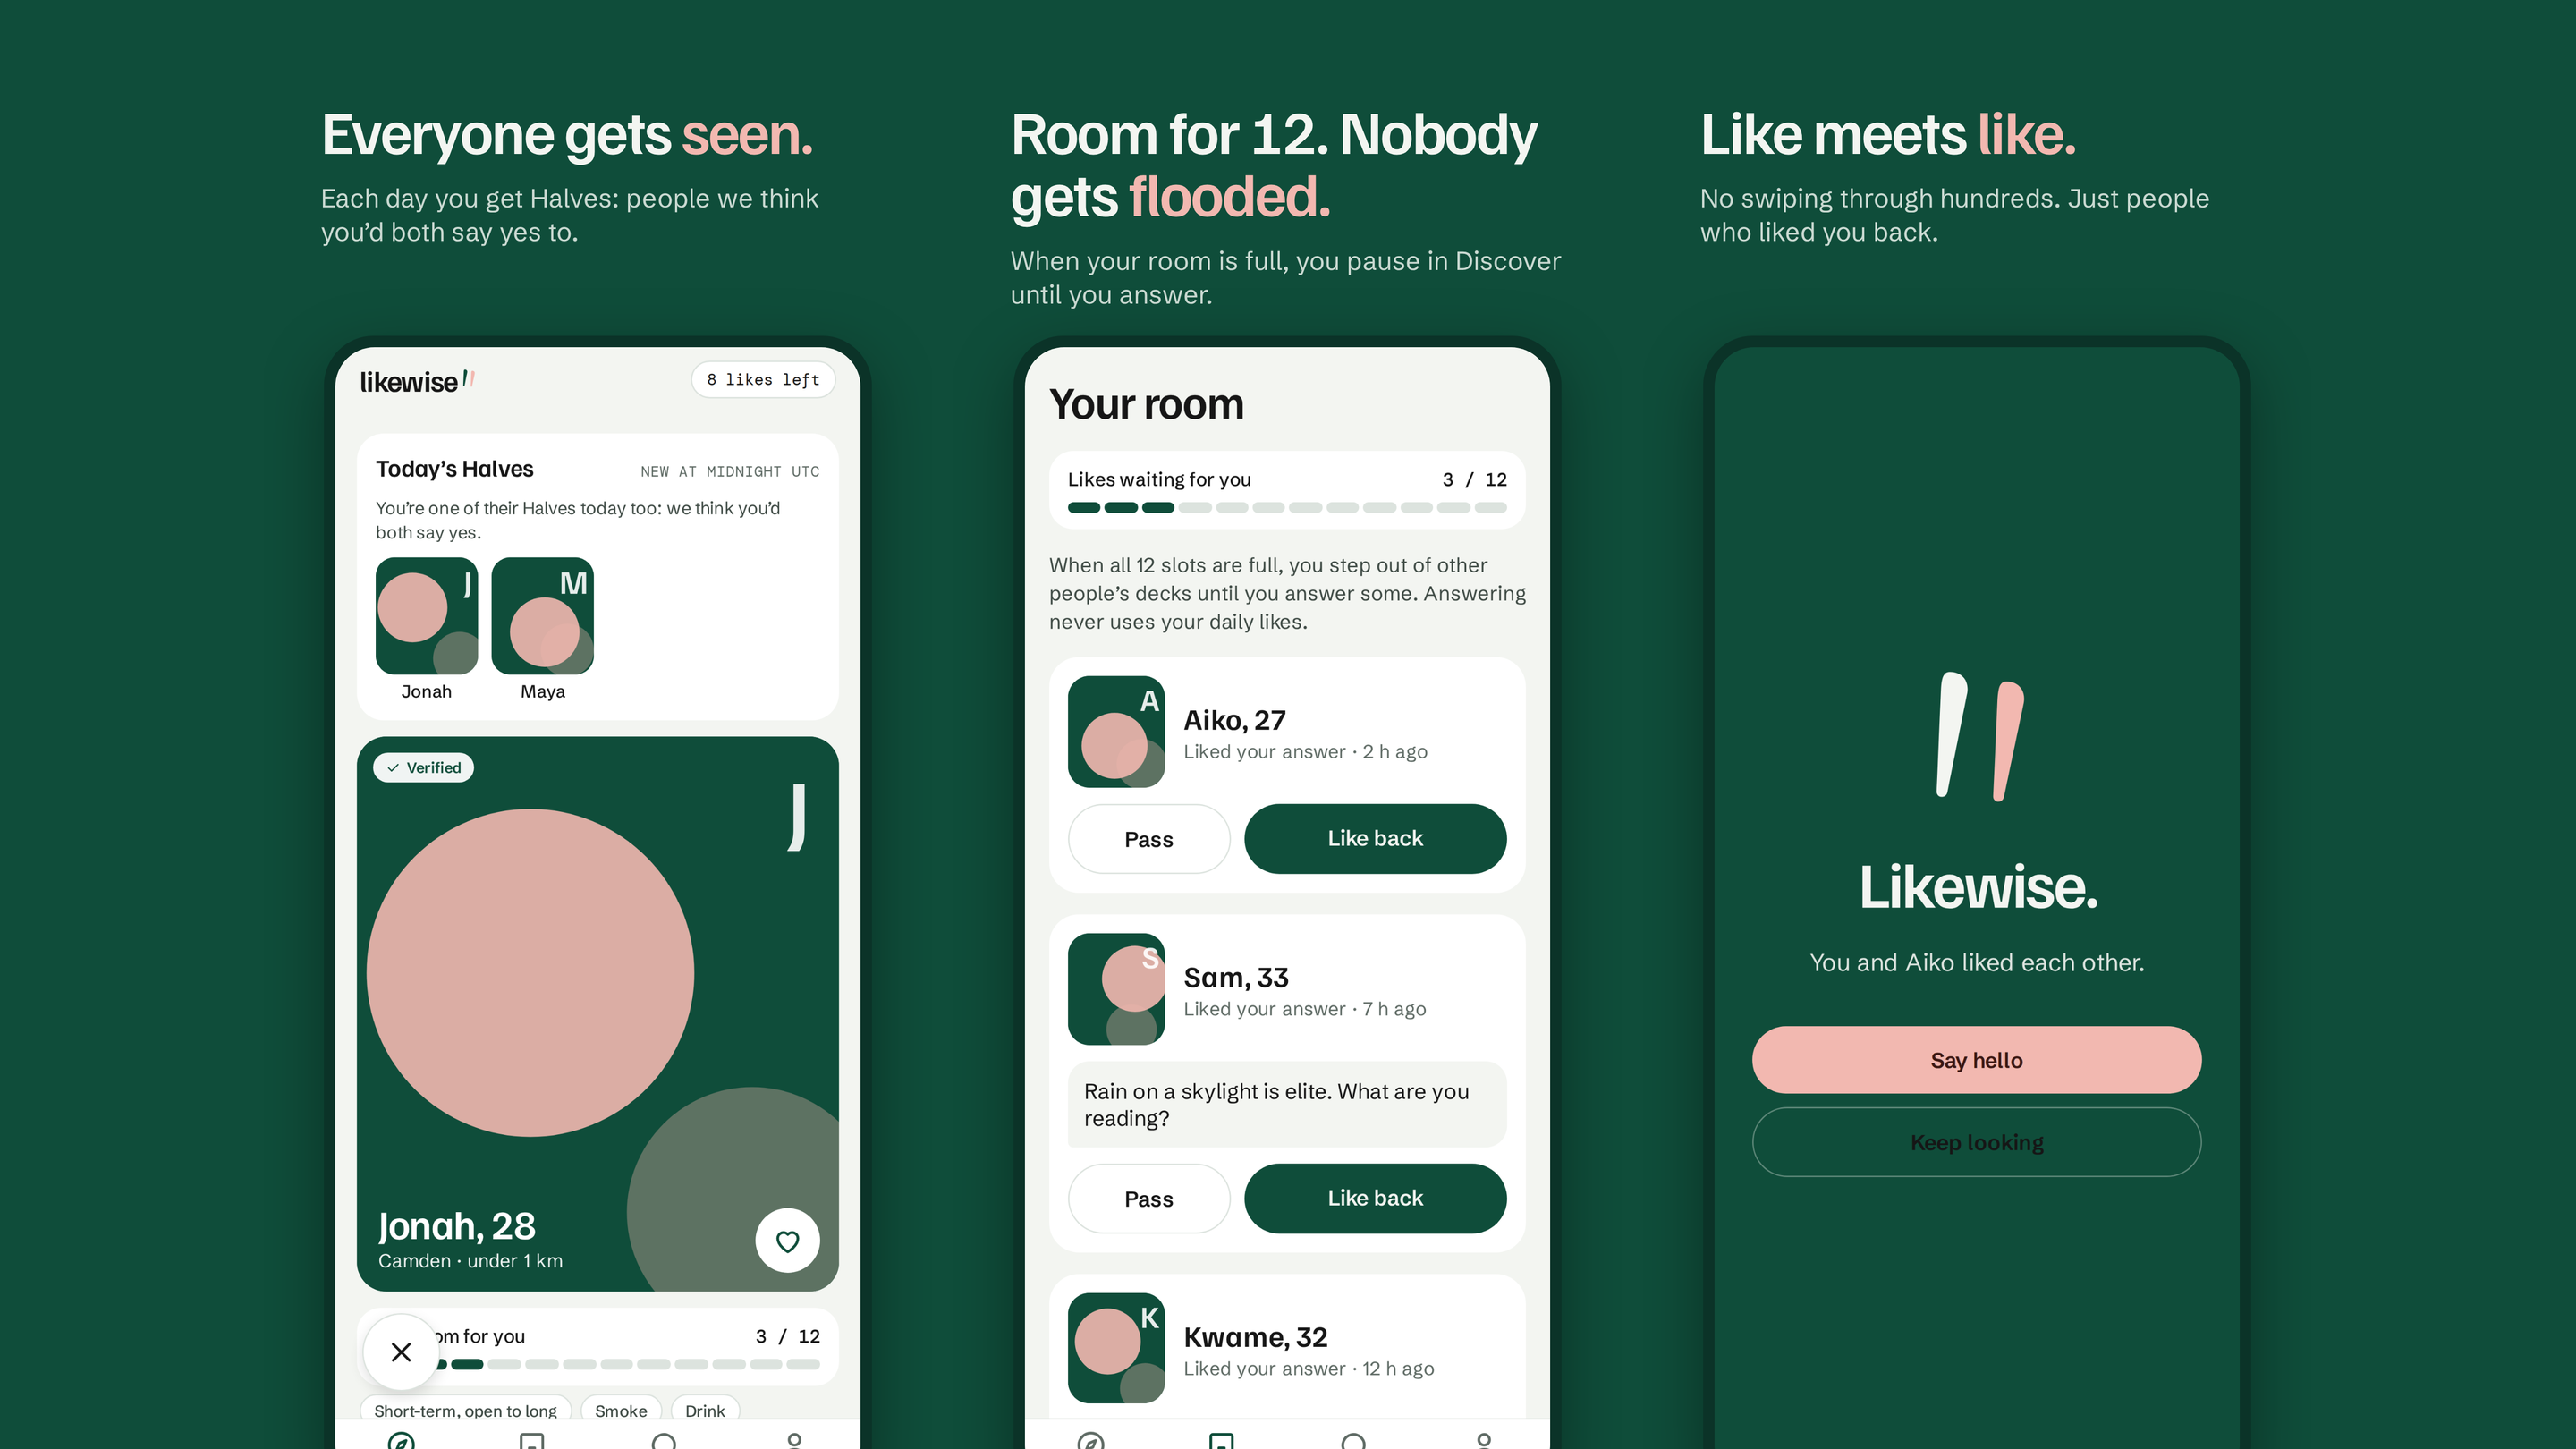 Everyone gets seen.
Each day you get Halves: people we think
you’d both say yes to.
likewise
8 likes left
Today’s Halves
NEW AT MIDNIGHT UTC
You’re one of their Halves today too: we think you’d
both say yes.
J
M
Jonah
Maya
Verified
J
Jonah, 28
Camden · under 1 km
om for you
3 / 12
Short-term, open to long
Smoke
Drink
Room for 12. Nobody
gets flooded.
When your room is full, you pause in Discover
until you answer.
Your room
Likes waiting for you
3 / 12
When all 12 slots are full, you step out of other
people’s decks until you answer some. Answering
never uses your daily likes.
A
Aiko, 27
Liked your answer · 2 h ago
Pass
Like back
S
Sam, 33
Liked your answer · 7 h ago
Rain on a skylight is elite. What are you
reading?
Pass
Like back
K
Kwame, 32
Liked your answer · 12 h ago
Like meets like.
No swiping through hundreds. Just people
who liked you back.
Likewise.
You and Aiko liked each other.
Say hello
Keep looking